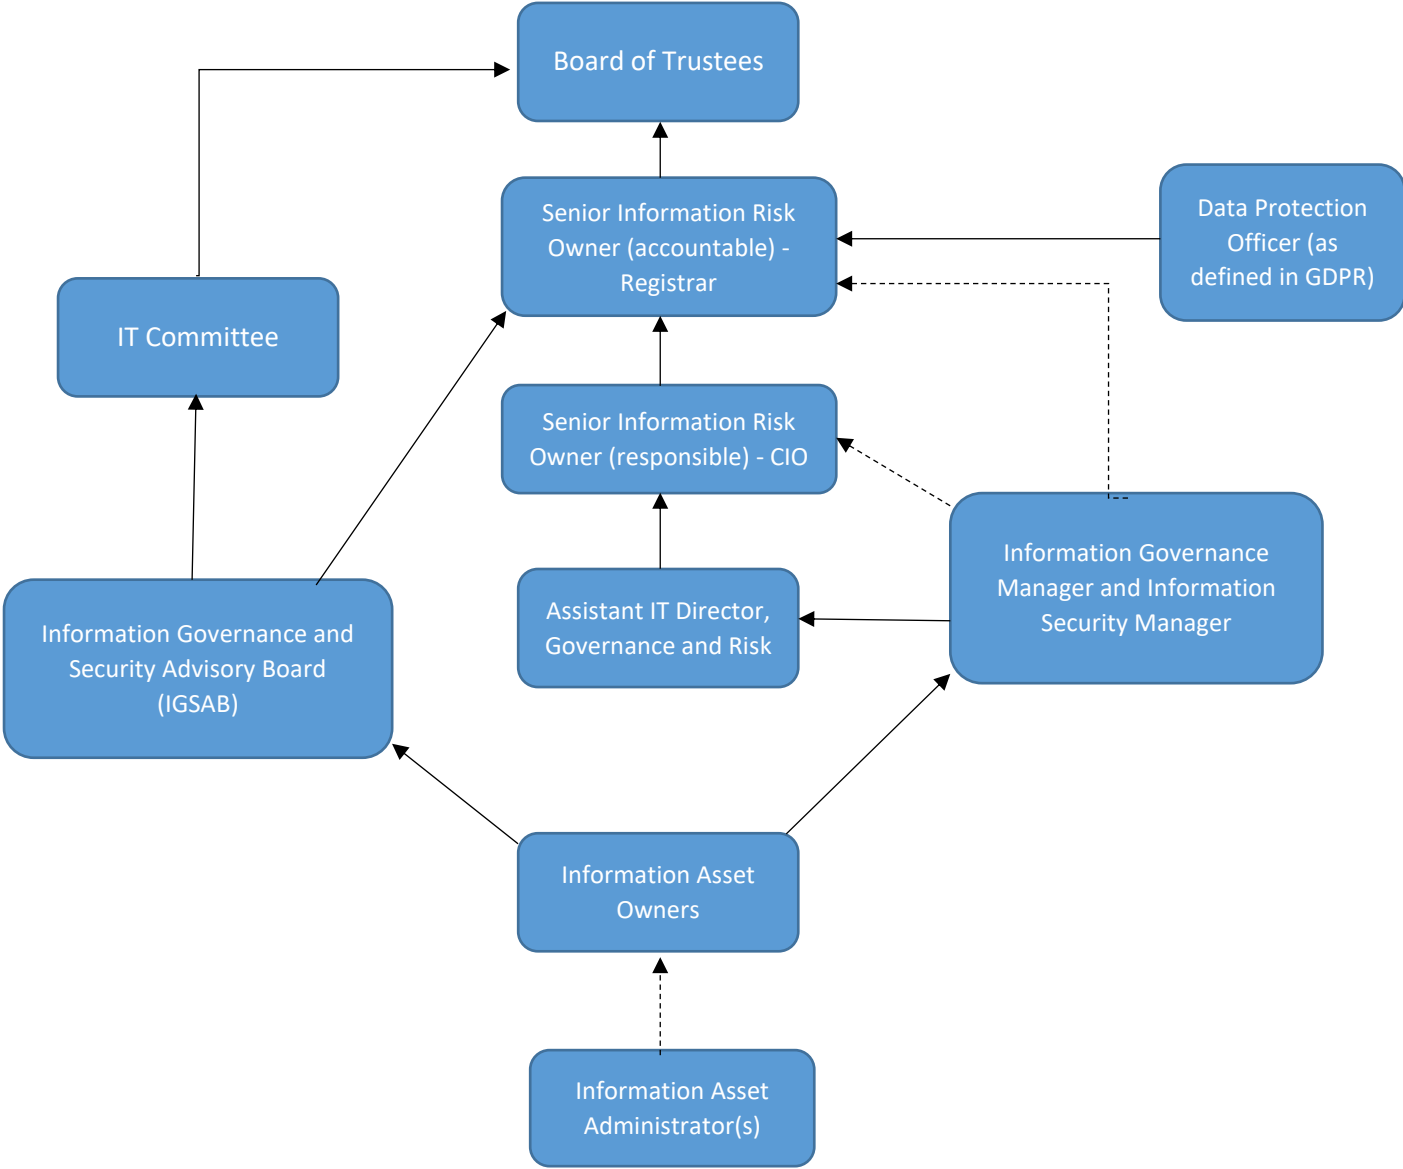 Board of Trustees
Senior Information Risk
Owner (accountable) -
Registrar
Data Protection
Officer (as
defined in GDPR)
IT Committee
Senior Information Risk
Owner (responsible) - CIO
Information Governance
Manager and Information
Security Manager
Assistant IT Director,
Governance and Risk
Information Governance and
Security Advisory Board
(IGSAB)
Information Asset
Owners
Information Asset
Administrator(s)